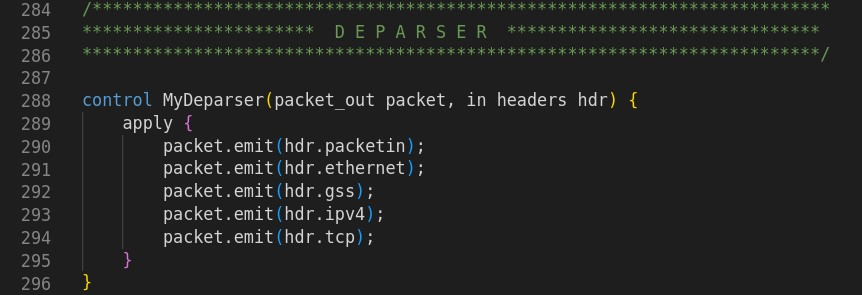 284 /*************************************************************************
285 ***********************  D E P A R S E R  *******************************
286 *************************************************************************/
287
288 control MyDeparser(packet_out packet, in headers hdr) {
289     apply {
290         packet.emit(hdr.packetin);
291         packet.emit(hdr.ethernet);
292         packet.emit(hdr.gss);
293         packet.emit(hdr.ipv4);
294         packet.emit(hdr.tcp);
295     }
296 }